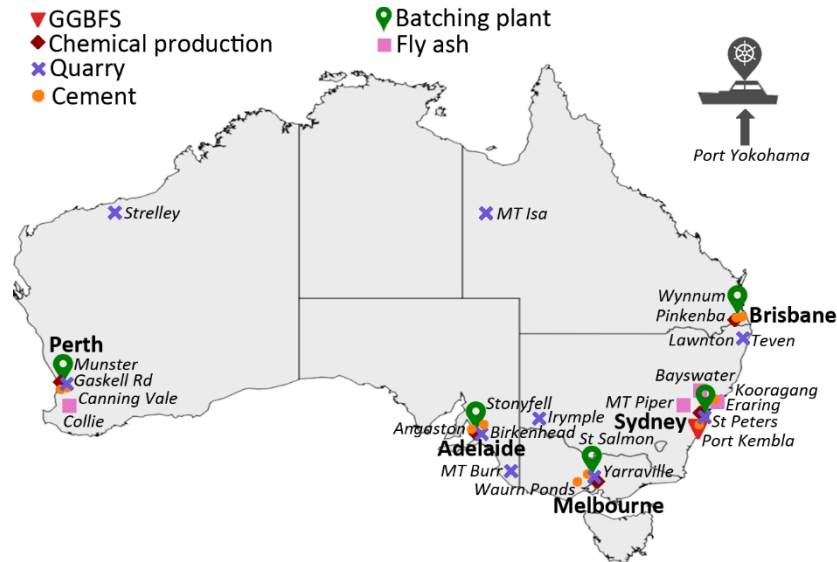 GGBFS
Chemical production
Quarry
Cement
Batching plant
Fly ash
Port Yokohama
Strelley
MT Isa
Wynnum
Pinkenba
Brisbane
Lawnton
Teven
Perth
Munster
Gaskell Rd
Canning Vale
Collie
Bayswater
Kooragang
MT Piper
Eraring
Sydney
St Peters
Port Kembla
Stonyfell
Angaston
Birkenhead
Adelaide
Irymple
St Salmon
MT Burr
Yarraville
Waurn Ponds
Melbourne